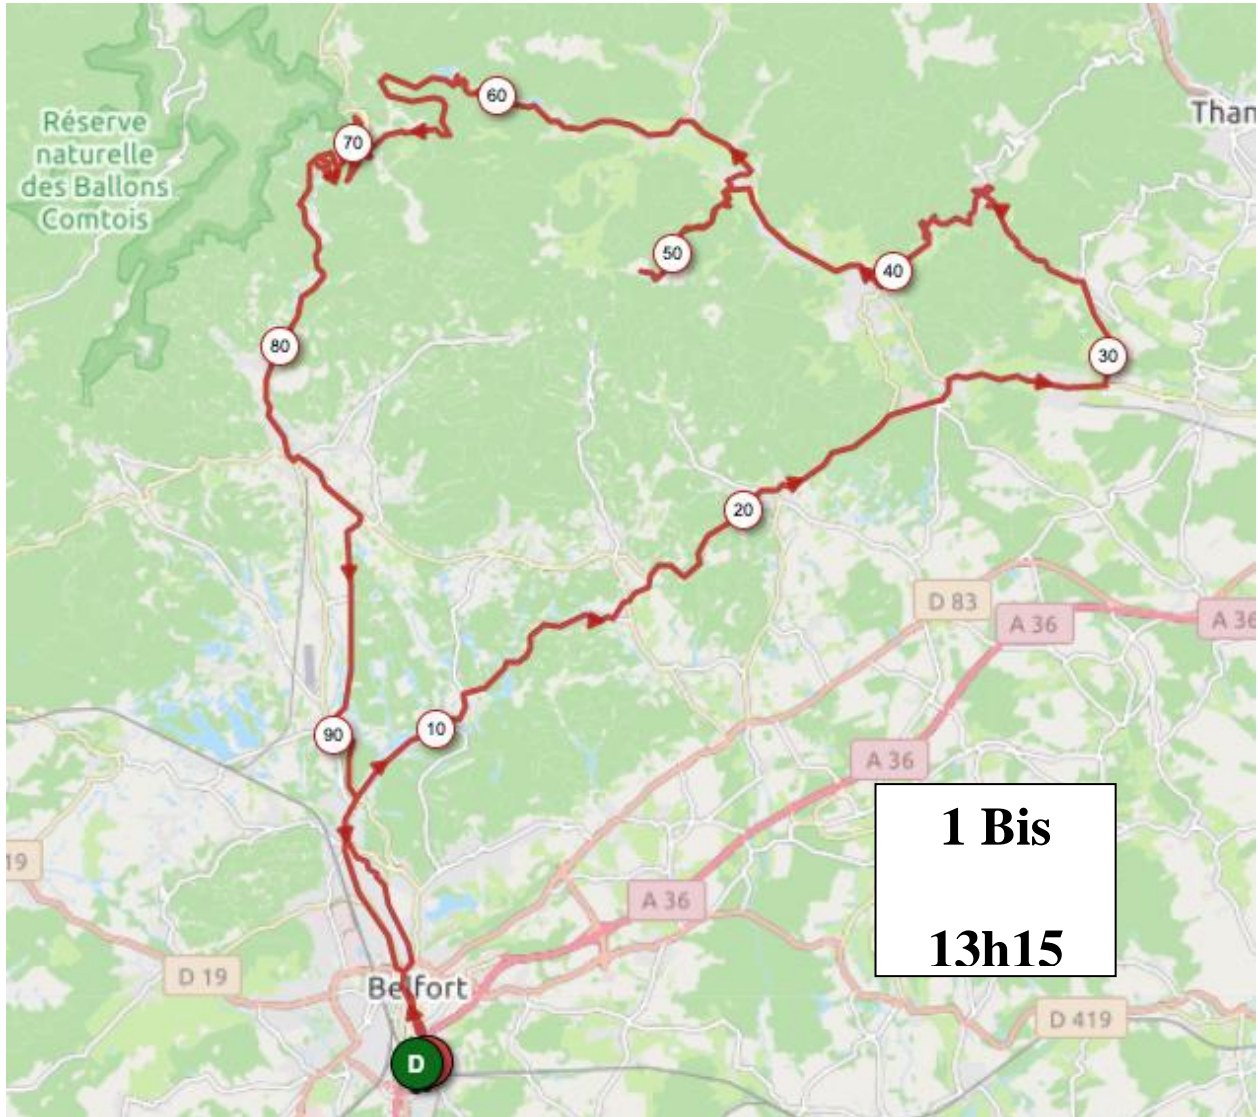 60
Than
Réserve
naturelle
des Ballons
Comtois
70
50
40
80
30
20
D 83
A 36
A 36
10
90
A 36
1 Bis
19
A 36
13h15
D 19
Belfort
D 419
D